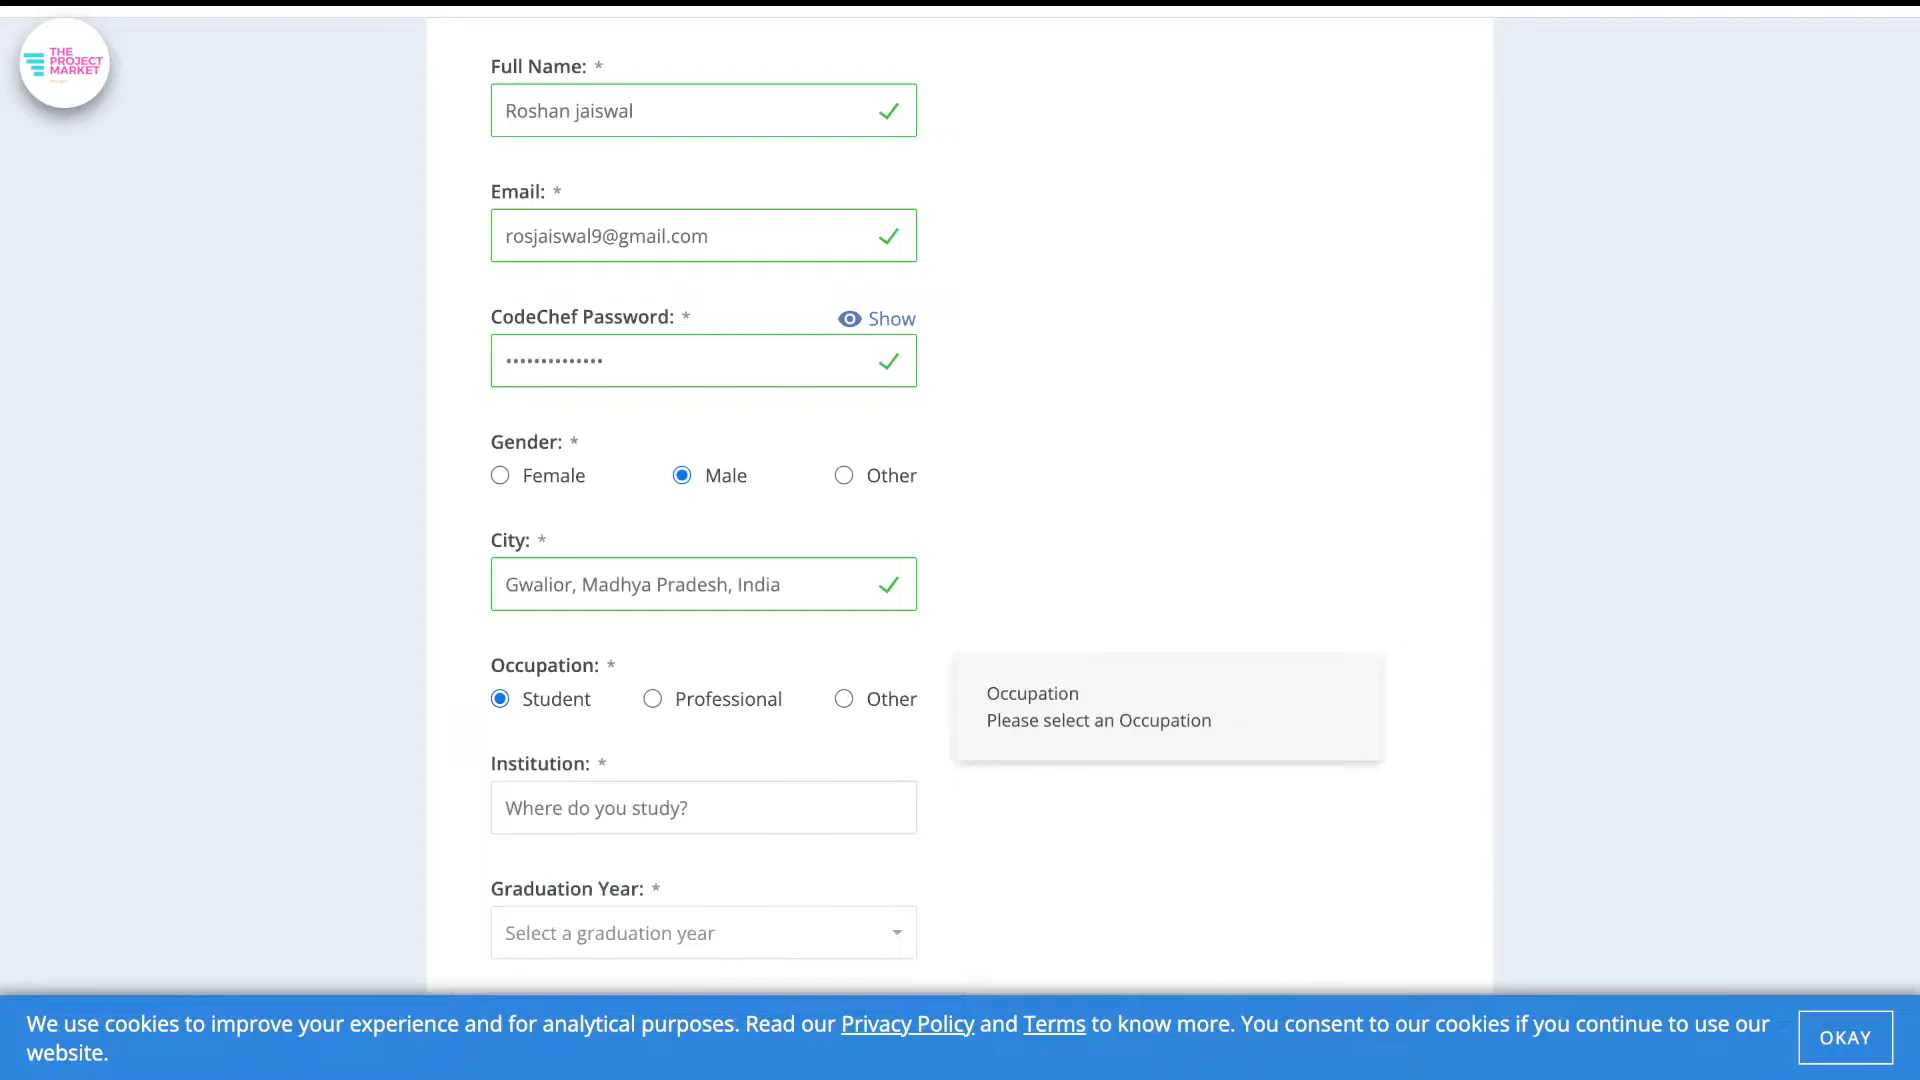 THE
PROJECT
MARKET
Full Name: *
Roshan jaiswal
Email: *
rosjaiswal9@gmail.com
CodeChef Password: *
Show
••••••••••••••
Gender: *
Female
Male
Other
City: *
Gwalior, Madhya Pradesh, India
Occupation: *
Student
Professional
Other
Occupation
Please select an Occupation
Institution: *
Where do you study?
Graduation Year: *
Select a graduation year
We use cookies to improve your experience and for analytical purposes. Read our Privacy Policy and Terms to know more. You consent to our cookies if you continue to use our
website.
OKAY